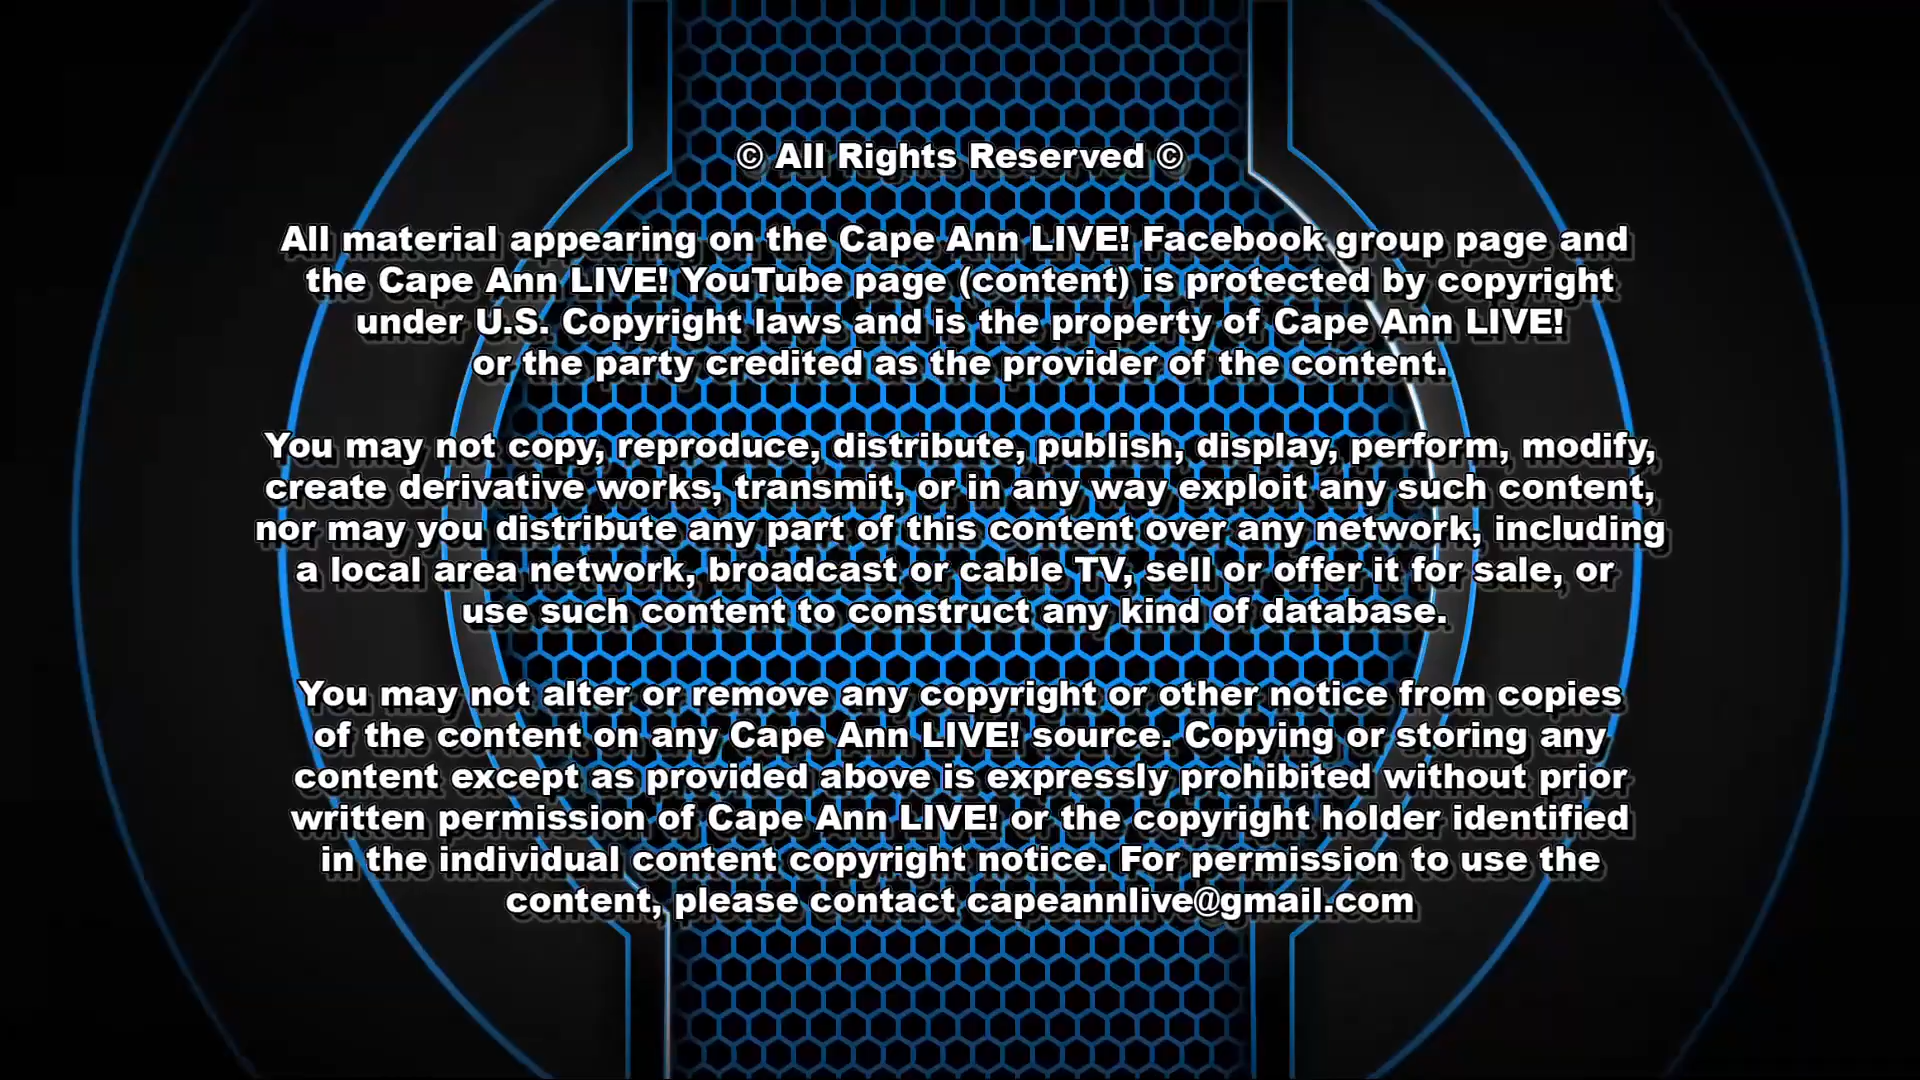 © All Rights Reserved ©
All material appearing on the Cape Ann LIVE! Facebook group page and
the Cape Ann LIVE! YouTube page (content) is protected by copyright
under U.S. Copyright laws and is the property of Cape Ann LIVE!
or the party credited as the provider of the content.
You may not copy, reproduce, distribute, publish, display, perform, modify,
create derivative works, transmit, or in any way exploit any such content,
nor may you distribute any part of this content over any network, including
a local area network, broadcast or cable TV, sell or offer it for sale, or
use such content to construct any kind of database.
You may not alter or remove any copyright or other notice from copies
of the content on any Cape Ann LIVE! source. Copying or storing any
content except as provided above is expressly prohibited without prior
written permission of Cape Ann LIVE! or the copyright holder identified
in the individual content copyright notice. For permission to use the
content, please contact capeannlive@gmail.com